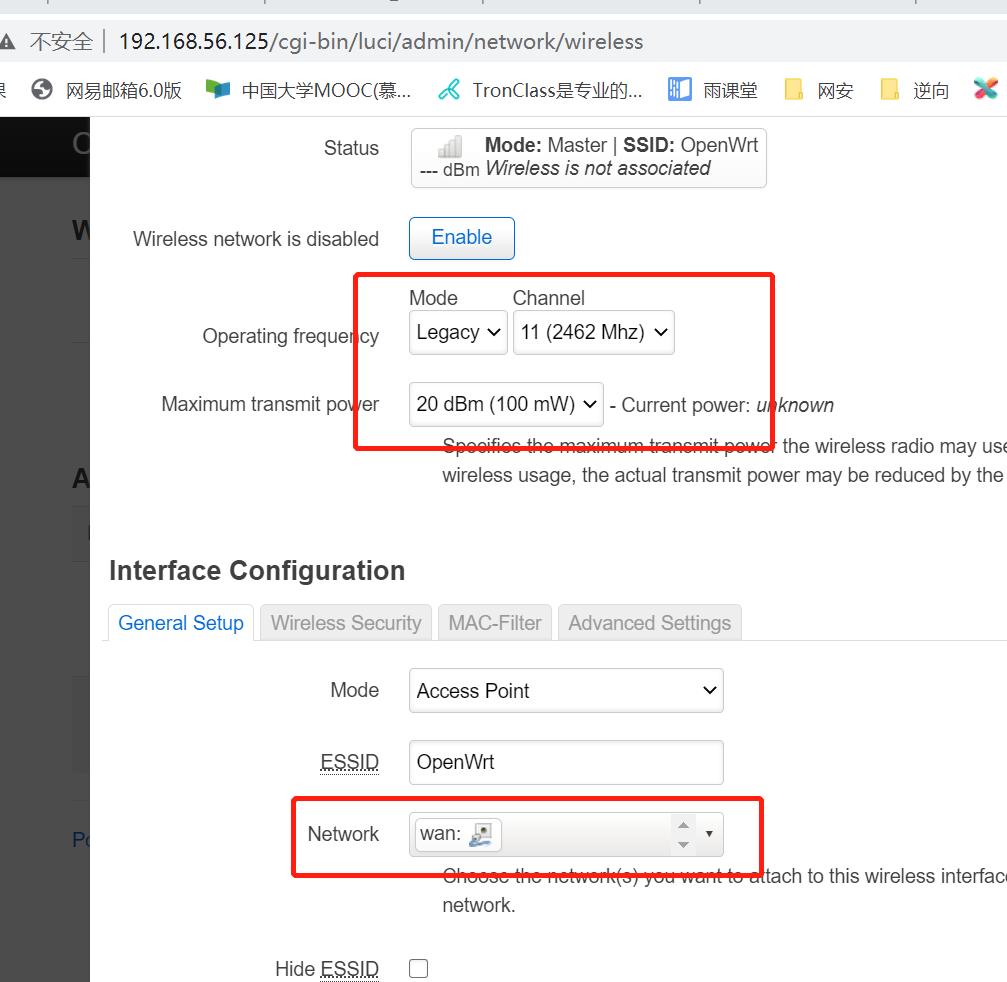 不安全 | 192.168.56.125/cgi-bin/luci/admin/network/wireless
网易邮箱6.0版 中国大学MOOC(慕... TronClass是专业的... 雨课堂 网安 逆向
Status
Mode: Master | SSID: OpenWrt
--- dBm Wireless is not associated
Wireless network is disabled Enable
Mode Channel
Operating frequency Legacy 11 (2462 Mhz)
Maximum transmit power 20 dBm (100 mW) - Current power: unknown
Specifies the maximum transmit power the wireless radio may use
wireless usage, the actual transmit power may be reduced by the
Interface Configuration
General Setup Wireless Security MAC-Filter Advanced Settings
Mode Access Point
ESSID OpenWrt
Network wan:
Choose the network(s) you want to attach to this wireless interfac
network.
Hide ESSID